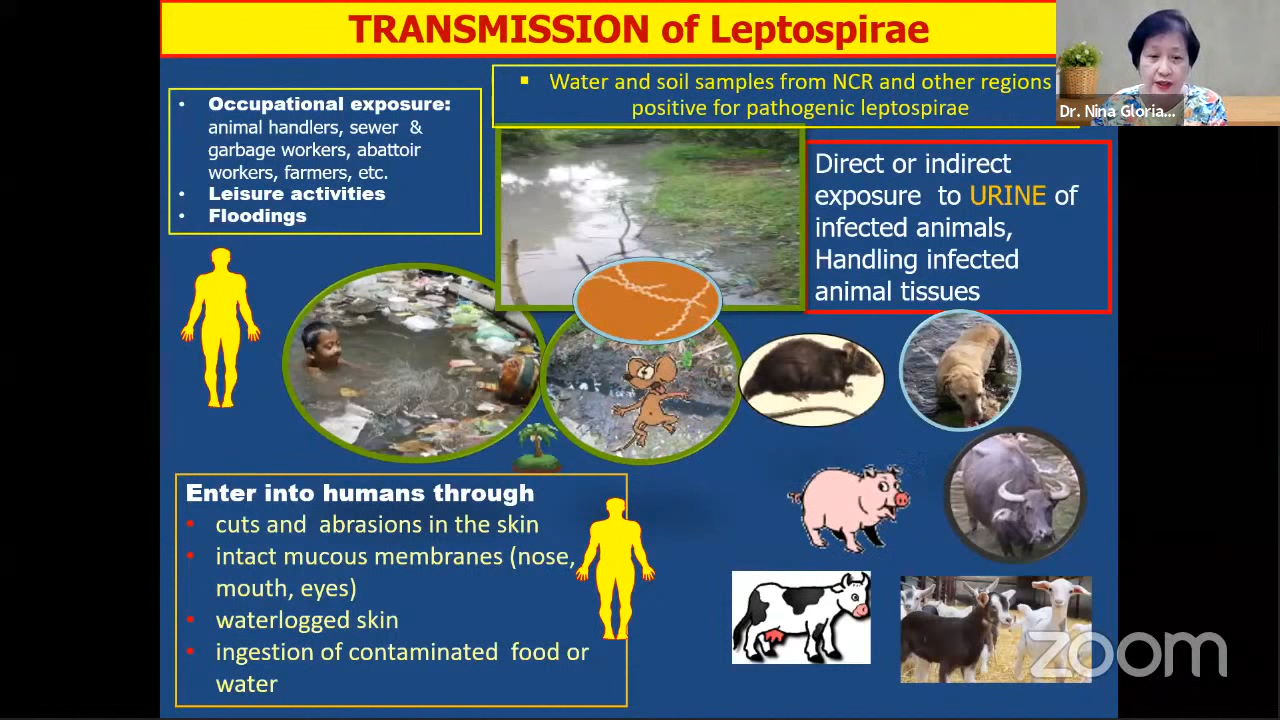 TRANSMISSION of Leptospirae
▪ Water and soil samples from NCR and other regions
positive for pathogenic leptospirae
Dr. Nina Gloria...
• Occupational exposure:
animal handlers, sewer &
garbage workers, abattoir
workers, farmers, etc.
• Leisure activities
• Floodings
Direct or indirect
exposure to URINE of
infected animals,
Handling infected
animal tissues
Enter into humans through
• cuts and abrasions in the skin
• intact mucous membranes (nose,
mouth, eyes)
• waterlogged skin
• ingestion of contaminated food or
water
zoom